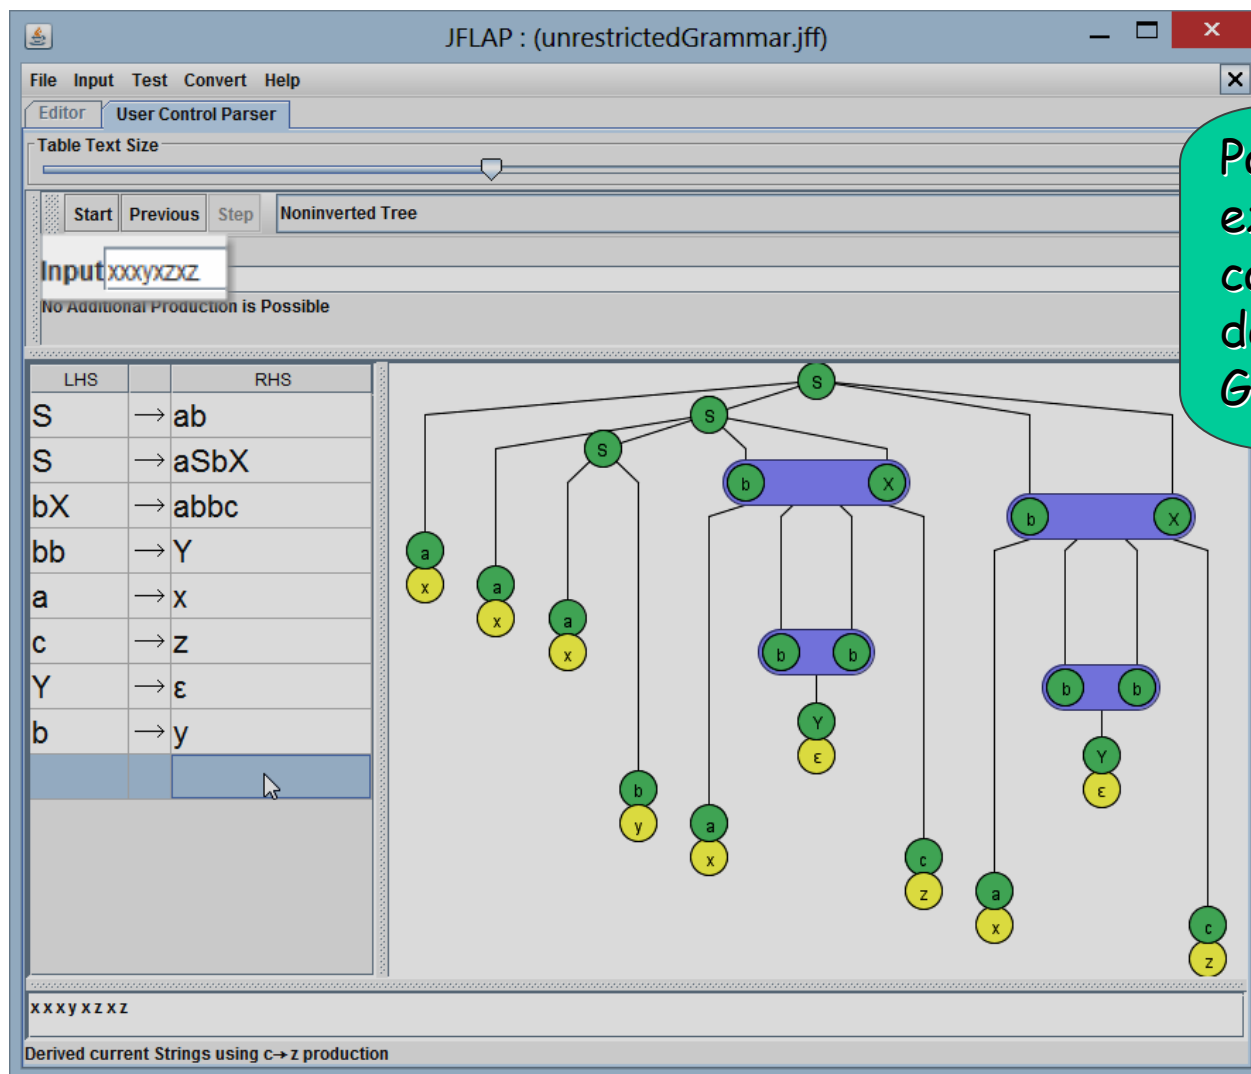 JFLAP : (unrestrictedGrammar.jff)
File Input Test Convert Help
Editor User Control Parser
Table Text Size
Start Previous Step Noninverted Tree
Input xxxyxzxz
No Additional Production is Possible
LHS RHS
S → ab
S → aSbX
bX → abbc
bb → Y
a → x
c → z
Y → ε
b → y
S
S
S
b X
b X
a
x
a
x
a
x
b b
b b
Y
ε
Y
ε
b
y
a
x
c
z
a
x
c
z
x x x y x z x z
Derived current Strings using c→z production